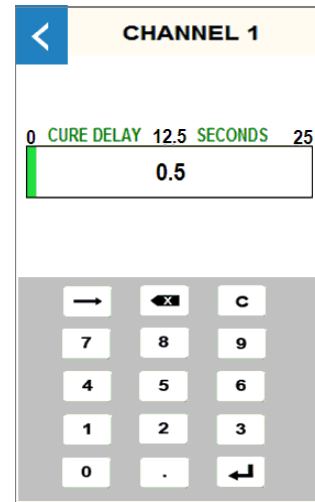 CHANNEL 1
0 CURE DELAY 12.5 SECONDS 25
0.5
C
7 8 9
4 5 6
1 2 3
0 .